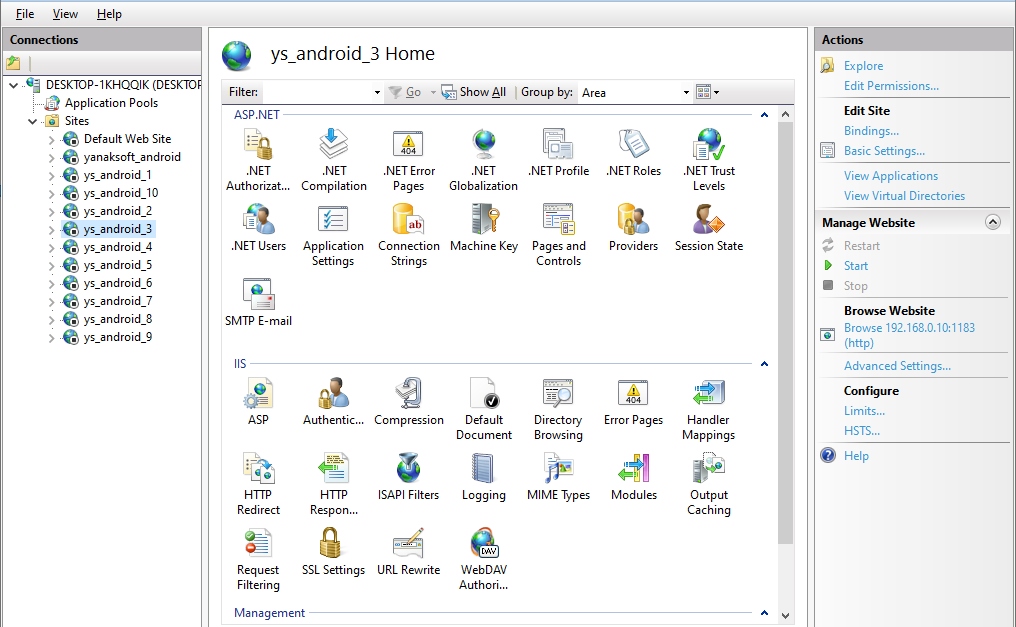 File View Help
Connections
DESKTOP-1KHQQIK (DESKTOP
Application Pools
Sites
Default Web Site
yanaksoft_android
ys_android_1
ys_android_10
ys_android_2
ys_android_3
ys_android_4
ys_android_5
ys_android_6
ys_android_7
ys_android_8
ys_android_9
ys_android_3 Home
Filter: Go Show All Group by: Area
ASP.NET
.NET Authorizat...
.NET Compilation
.NET Error Pages
.NET Globalization
.NET Profile
.NET Roles
.NET Trust Levels
.NET Users
Application Settings
Connection Strings
Machine Key
Pages and Controls
Providers
Session State
SMTP E-mail
IIS
ASP
Authentic...
Compression
Default Document
Directory Browsing
Error Pages
Handler Mappings
HTTP Redirect
HTTP Respon...
ISAPI Filters
Logging
MIME Types
Modules
Output Caching
Request Filtering
SSL Settings
URL Rewrite
WebDAV Authori...
Management
Actions
Explore
Edit Permissions...
Edit Site
Bindings...
Basic Settings...
View Applications
View Virtual Directories
Manage Website
Restart
Start
Stop
Browse Website
Browse 192.168.0.10:1183
(http)
Advanced Settings...
Configure
Limits...
HSTS...
Help